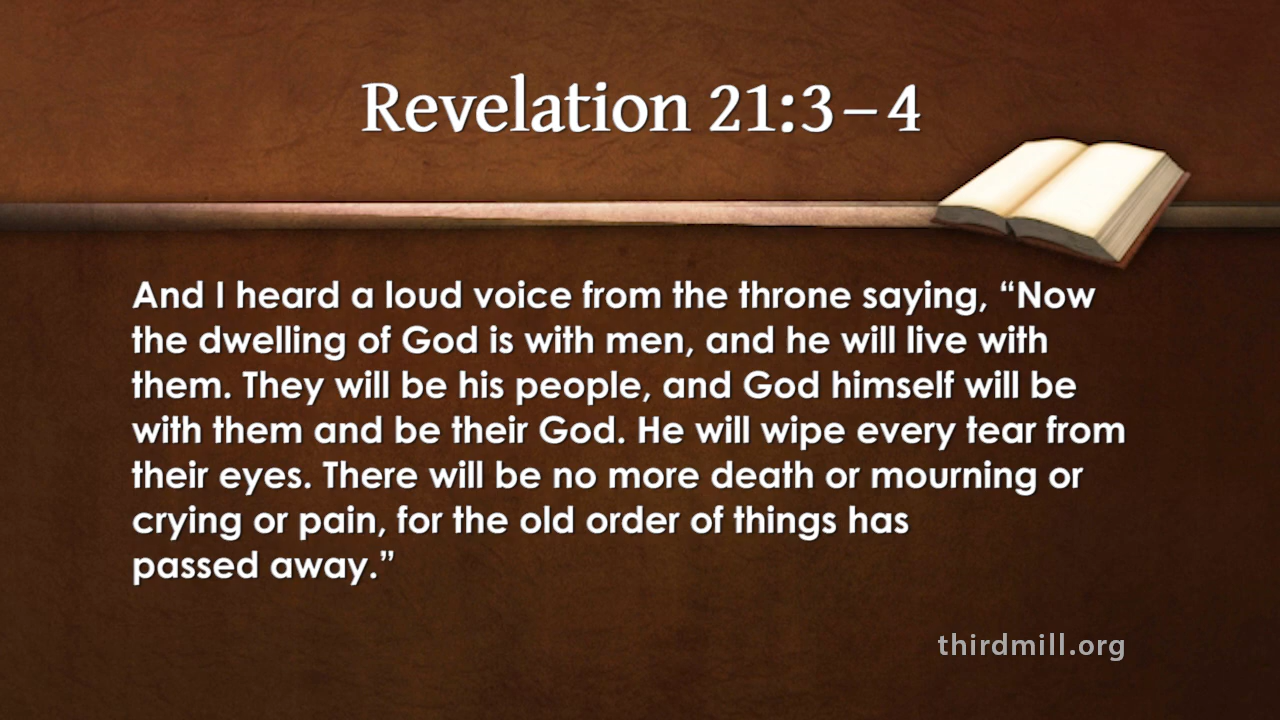 Revelation 21:3–4
And I heard a loud voice from the throne saying, “Now
the dwelling of God is with men, and he will live with
them. They will be his people, and God himself will be
with them and be their God. He will wipe every tear from
their eyes. There will be no more death or mourning or
crying or pain, for the old order of things has
passed away.”
thirdmill.org